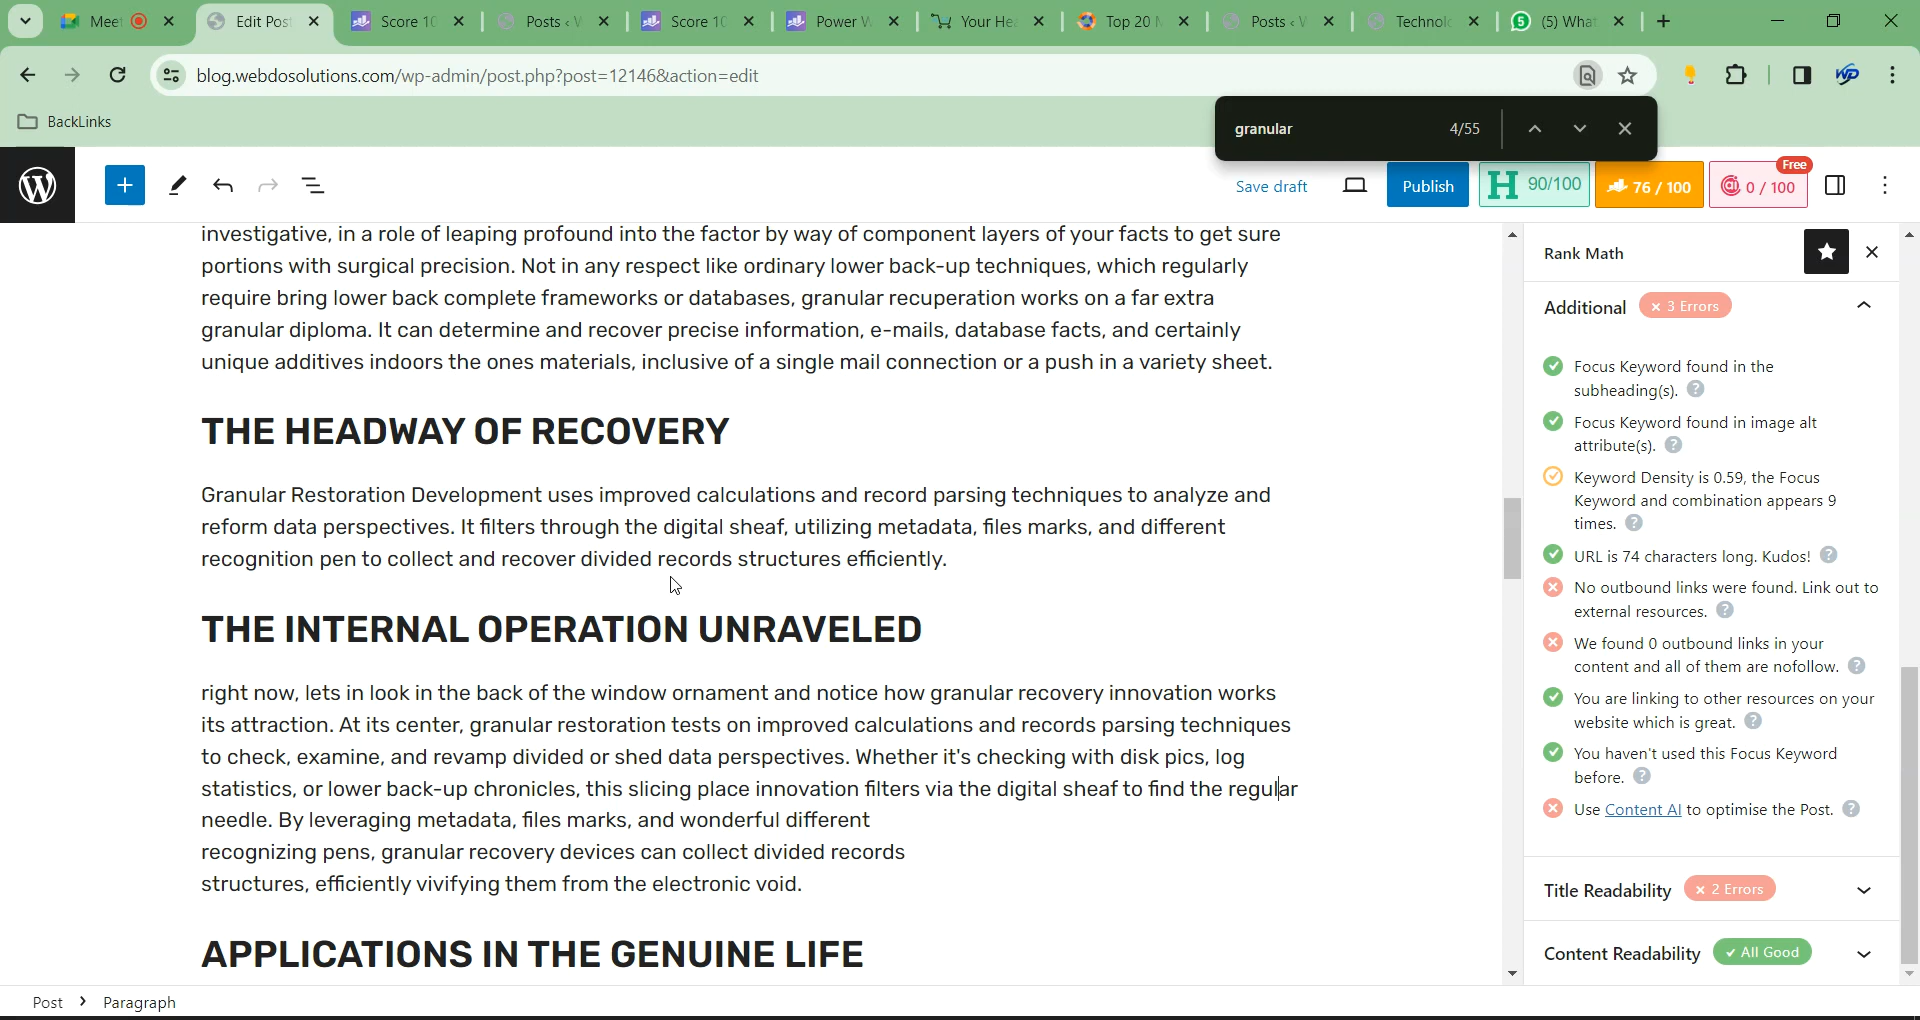 Meet
Edit Post
Score 10
Posts ‹ W
Score 10
Power W
Your He
Top 20
Posts ‹ W
Technolo
(5) What
blog.webdosolutions.com/wp-admin/post.php?post=12146&action=edit
BackLinks
granular 4/55
Save draft
Publish
90/100
76 / 100
0 / 100
Free
investigative, in a role of leaping profound into the factor by way of component layers of your facts to get sure
portions with surgical precision. Not in any respect like ordinary lower back-up techniques, which regularly
require bring lower back complete frameworks or databases, granular recuperation works on a far extra
granular diploma. It can determine and recover precise information, e-mails, database facts, and certainly
unique additives indoors the ones materials, inclusive of a single mail connection or a push in a variety sheet.
THE HEADWAY OF RECOVERY
Granular Restoration Development uses improved calculations and record parsing techniques to analyze and
reform data perspectives. It filters through the digital sheaf, utilizing metadata, files marks, and different
recognition pen to collect and recover divided records structures efficiently.
THE INTERNAL OPERATION UNRAVELED
right now, lets in look in the back of the window ornament and notice how granular recovery innovation works
its attraction. At its center, granular restoration tests on improved calculations and records parsing techniques
to check, examine, and revamp divided or shed data perspectives. Whether it's checking with disk pics, log
statistics, or lower back-up chronicles, this slicing place innovation filters via the digital sheaf to find the regular
needle. By leveraging metadata, files marks, and wonderful different
recognizing pens, granular recovery devices can collect divided records
structures, efficiently vivifying them from the electronic void.
APPLICATIONS IN THE GENUINE LIFE
Rank Math
Additional
× 3 Errors
Focus Keyword found in the
subheading(s).
Focus Keyword found in image alt
attribute(s).
Keyword Density is 0.59, the Focus
Keyword and combination appears 9
times.
URL is 74 characters long. Kudos!
No outbound links were found. Link out to
external resources.
We found 0 outbound links in your
content and all of them are nofollow.
You are linking to other resources on your
website which is great.
You haven't used this Focus Keyword
before.
Use Content AI to optimise the Post.
Title Readability
× 2 Errors
Content Readability
✓ All Good
Post › Paragraph